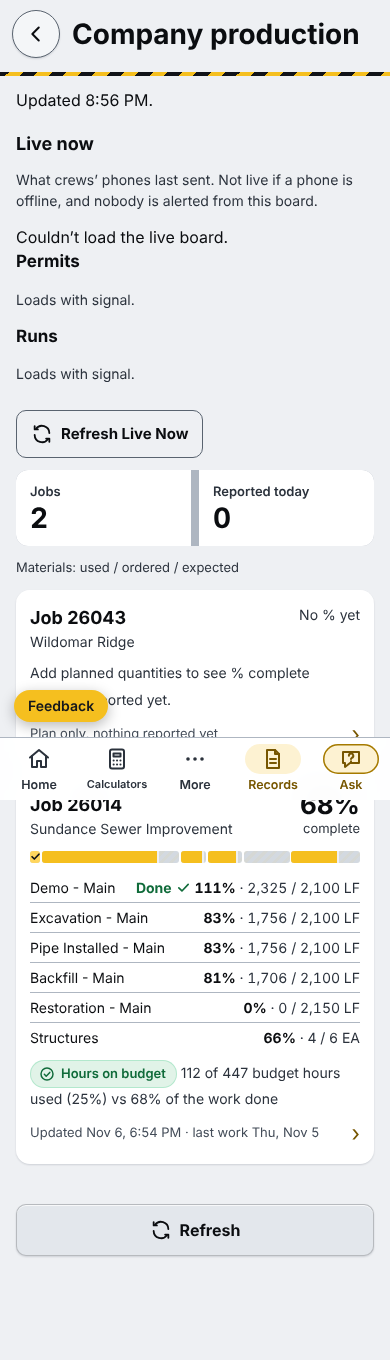 Company production
Updated 8:56 PM.
Live now
What crews’ phones last sent. Not live if a phone is
offline, and nobody is alerted from this board.
Couldn’t load the live board.
Permits
Loads with signal.
Runs
Loads with signal.
Refresh Live Now
Jobs
2
Reported today
0
Materials: used / ordered / expected
Job 26043
No % yet
Wildomar Ridge
Add planned quantities to see % complete
orted yet.
Feedback
Plan only, nothing reported yet
Home
Calculators
More
Records
Ask
Job 26014
68%
Sundance Sewer Improvement
complete
Demo - Main Done 111% · 2,325 / 2,100 LF
Excavation - Main 83% · 1,756 / 2,100 LF
Pipe Installed - Main 83% · 1,756 / 2,100 LF
Backfill - Main 81% · 1,706 / 2,100 LF
Restoration - Main 0% · 0 / 2,150 LF
Structures 66% · 4 / 6 EA
Hours on budget 112 of 447 budget hours
used (25%) vs 68% of the work done
Updated Nov 6, 6:54 PM · last work Thu, Nov 5
Refresh